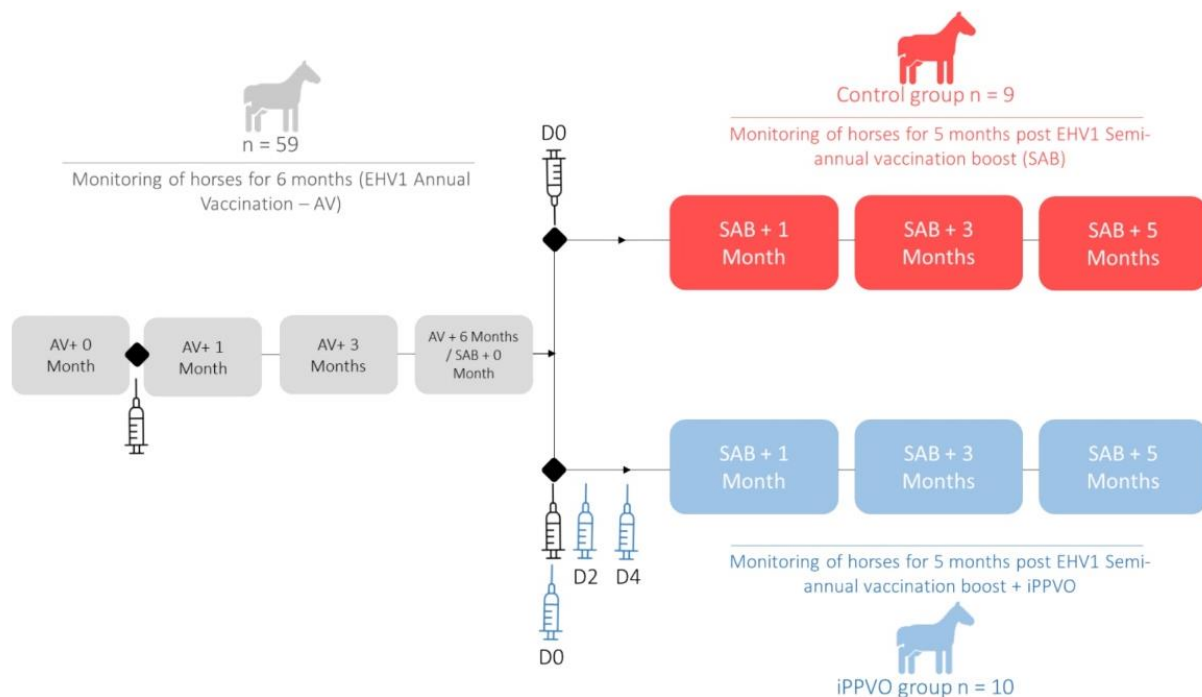 n = 59
Monitoring of horses for 6 months (EHV1 Annual
Vaccination – AV)
AV+ 0
Month
AV+ 1
Month
AV+ 3
Months
AV + 6 Months
/ SAB + 0
Month
D0
Control group n = 9
Monitoring of horses for 5 months post EHV1 Semi-
annual vaccination boost (SAB)
SAB + 1
Month
SAB + 3
Months
SAB + 5
Months
D2
D4
D0
SAB + 1
Month
SAB + 3
Months
SAB + 5
Months
Monitoring of horses for 5 months post EHV1 Semi-
annual vaccination boost + iPPVO
iPPVO group n = 10